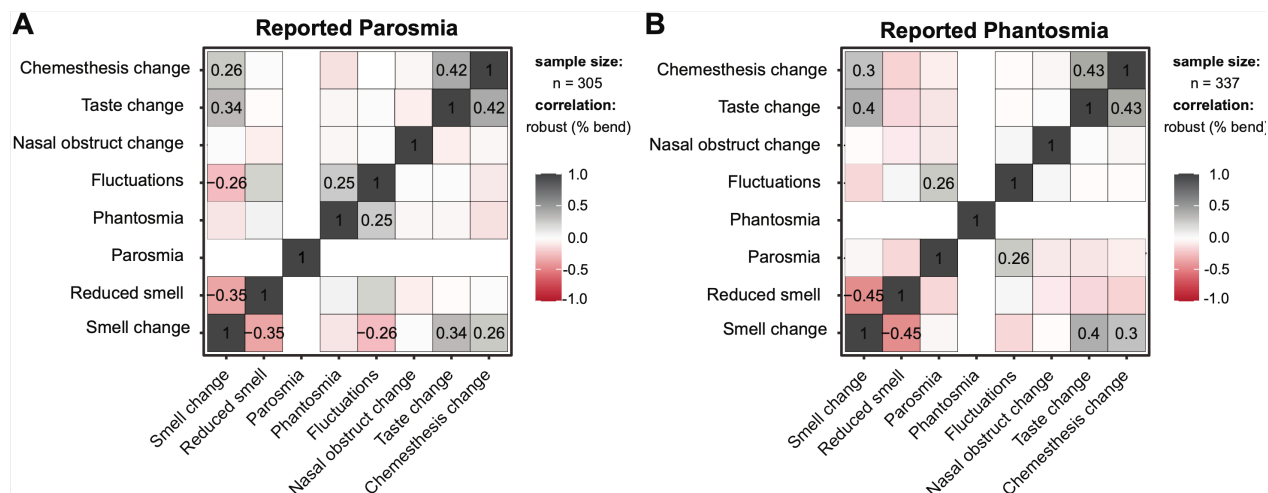 A
Reported Parosmia
Chemesthesis change
0.26
0.42
1
Taste change
0.34
1
0.42
Nasal obstruct change
1
Fluctuations
−0.26
0.25
1
Phantosmia
1
0.25
Parosmia
1
Reduced smell
−0.35
1
Smell change
1
−0.35
−0.26
0.34
0.26
Smell change
Reduced smell
Parosmia
Phantosmia
Fluctuations
Nasal obstruct change
Taste change
Chemesthesis change
sample size:
n = 305
correlation:
robust (% bend)
1.0
0.5
0.0
-0.5
-1.0
B
Reported Phantosmia
Chemesthesis change
0.3
0.43
1
Taste change
0.4
1
0.43
Nasal obstruct change
1
Fluctuations
0.26
1
Phantosmia
1
Parosmia
1
0.26
Reduced smell
−0.45
1
Smell change
1
−0.45
0.4
0.3
Smell change
Reduced smell
Parosmia
Phantosmia
Fluctuations
Nasal obstruct change
Taste change
Chemesthesis change
sample size:
n = 337
correlation:
robust (% bend)
1.0
0.5
0.0
-0.5
-1.0